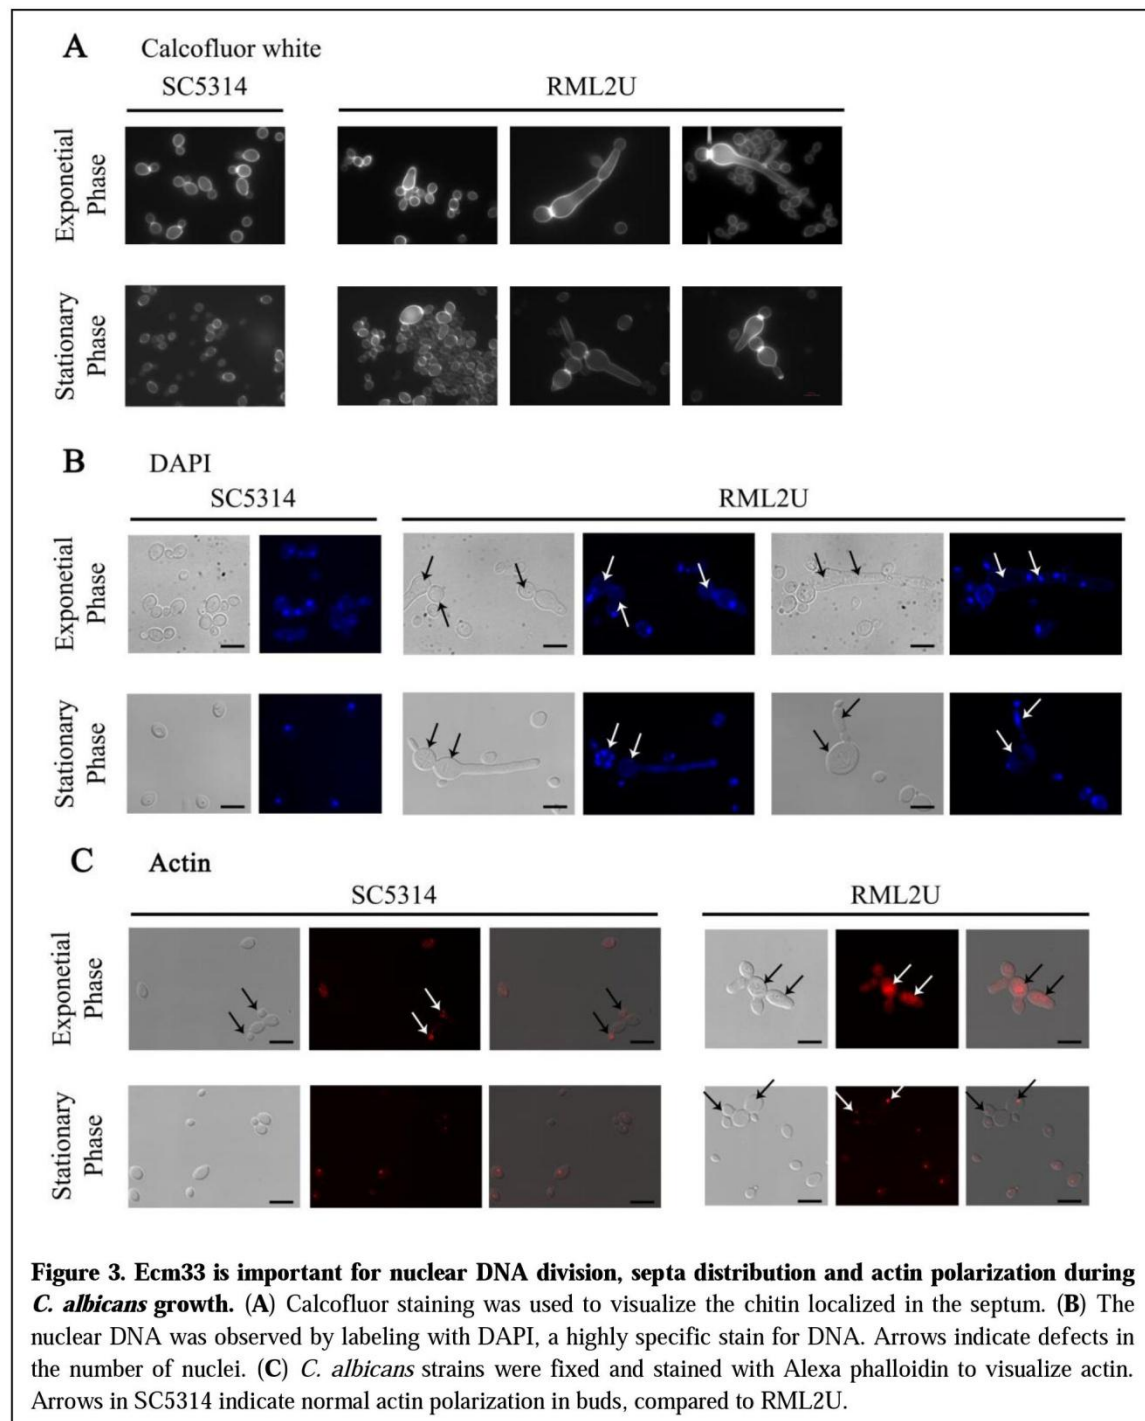 A Calcofluor white
SC5314 RML2U
Exponetial Phase
Stationary Phase
B DAPI
SC5314 RML2U
Exponetial Phase
Stationary Phase
C Actin
SC5314 RML2U
Exponetial Phase
Stationary Phase
Figure 3. Ecm33 is important for nuclear DNA division, septa distribution and actin polarization during
C. albicans growth. (A) Calcofluor staining was used to visualize the chitin localized in the septum. (B) The
nuclear DNA was observed by labeling with DAPI, a highly specific stain for DNA. Arrows indicate defects in
the number of nuclei. (C) C. albicans strains were fixed and stained with Alexa phalloidin to visualize actin.
Arrows in SC5314 indicate normal actin polarization in buds, compared to RML2U.